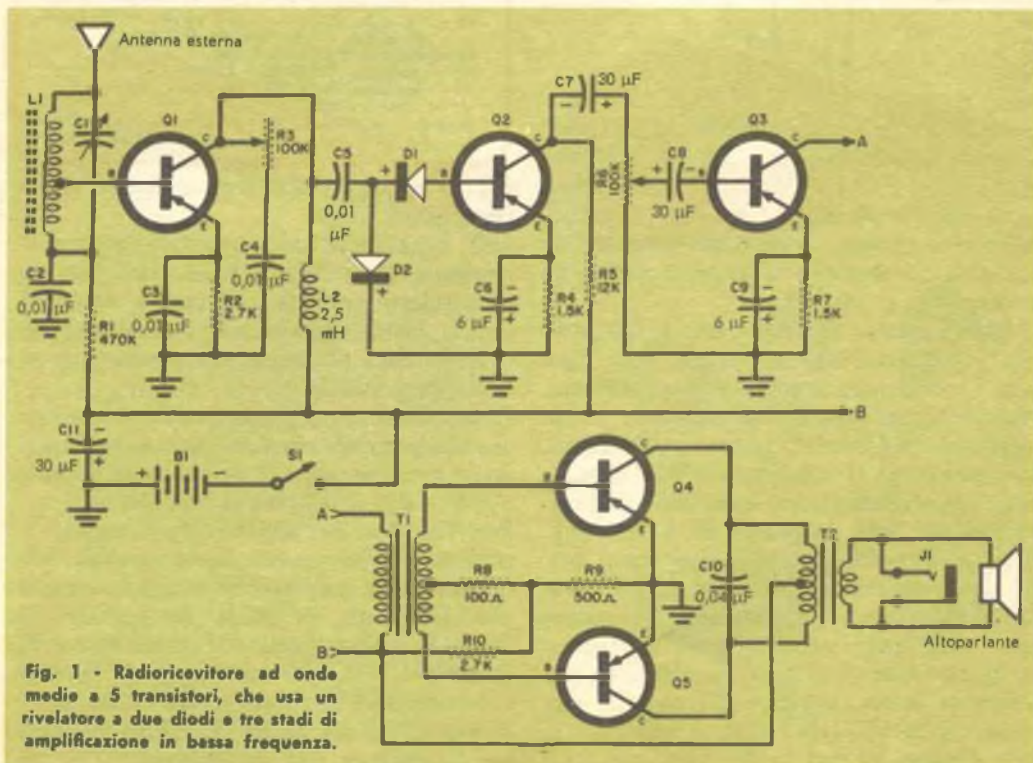 Antenna esterna
L1
C1
Q1
B
C
E
R3
100K
C2
0,01 µF
R1
470K
C3
0,01 µF
R2
2.7K
C4
0,01 µF
L2
2,5
mH
C5
0,01
µF
D1
+
D2
+
Q2
B
C
E
C7
30 µF
-
+
C6
6 µF
-
+
R4
1.5K
R5
12K
R6
100K
C8
+
-
30 µF
Q3
B
C
E
A
C9
6 µF
-
+
R7
1.5K
B
C11
30 µF
-
+
B1
+
-
S1
A
T1
B
R8
100Ω
R9
500Ω
R10
2.7K
B
C
E
Q4
B
E
C
Q5
C10
0,04 µF
T2
J1
Altoparlante
Fig. 1 - Radioricevitore ad onde
medie a 5 transistori, che usa un
rivelatore a due diodi e tre stadi di
amplificazione in bassa frequenza.